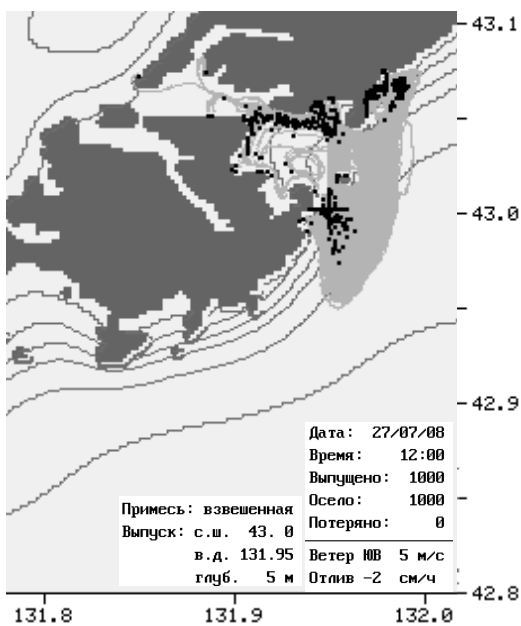 43.1
43.0
42.9
Дата: 27/07/08
Время: 12:00
Выпущено: 1000
Осело: 1000
Потеряно: 0
Примесь: взвешенная
Выпуск: с.ш. 43. 0
в.д. 131.95
глуб. 5 м
Ветер ЮВ 5 м/с
Отлив -2 см/ч
42.8
131.8 131.9 132.0